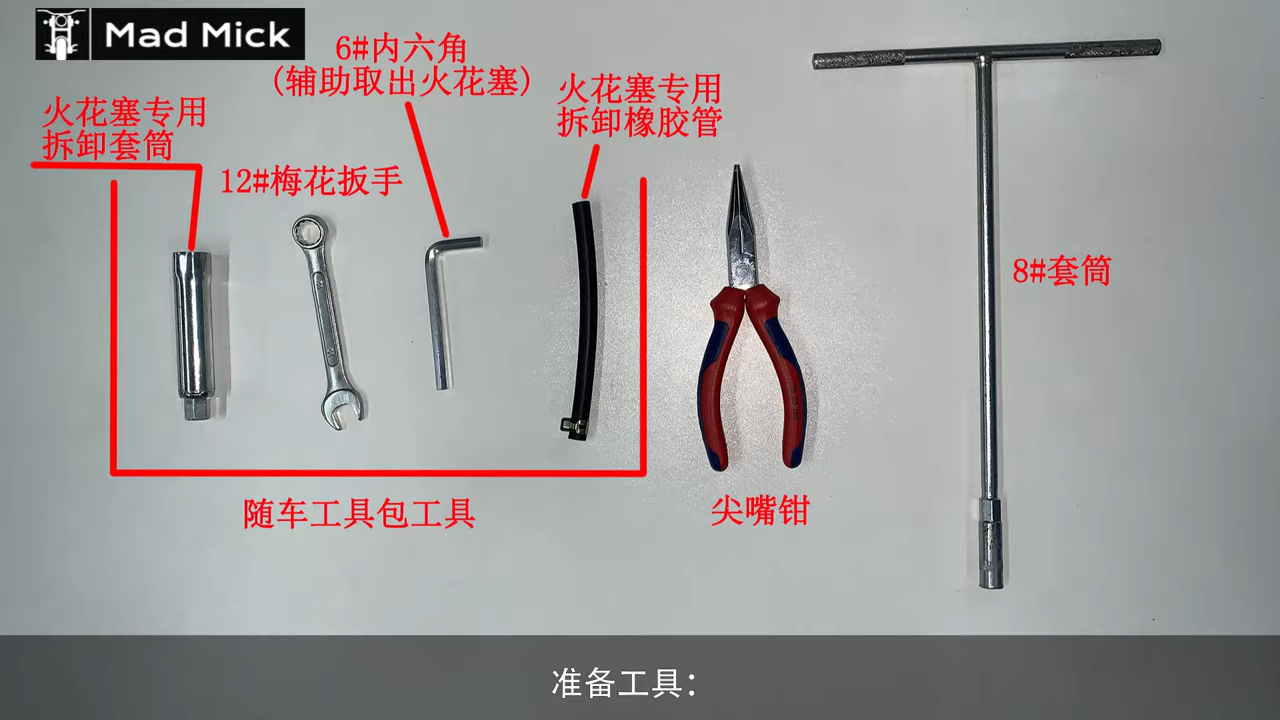 Mad Mick
6#内六角
(辅助取出火花塞)
火花塞专用
拆卸橡胶管
火花塞专用
拆卸套筒
12#梅花扳手
8#套筒
随车工具包工具
尖嘴钳
准备工具：